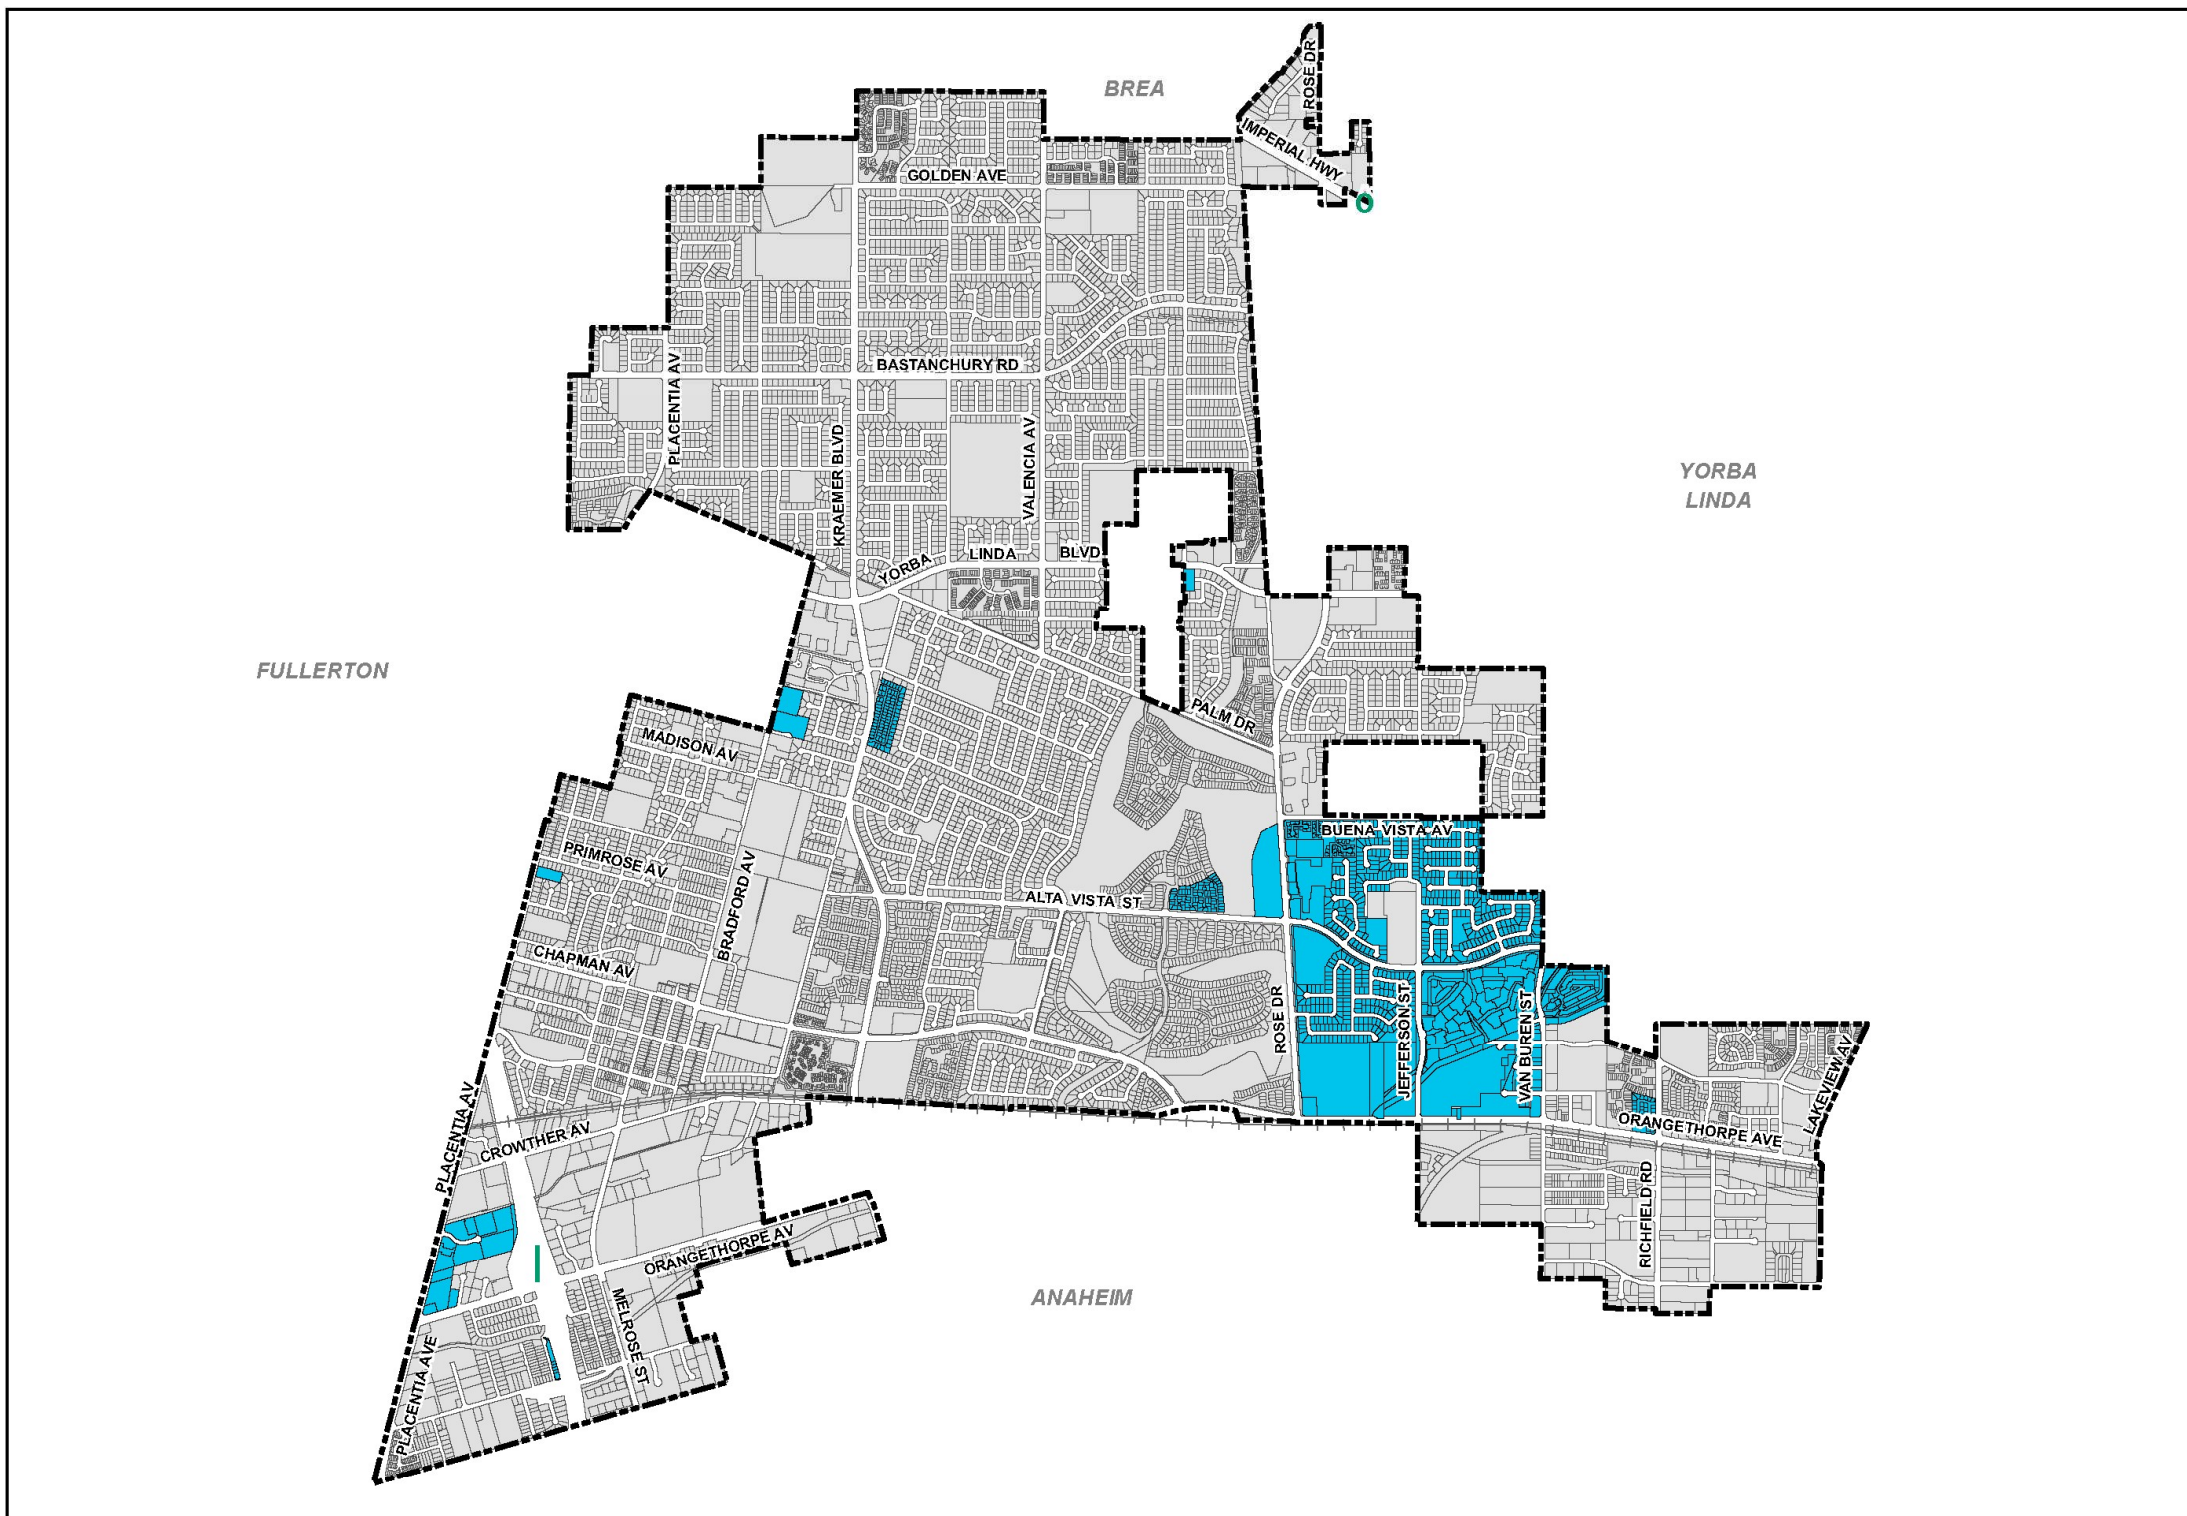 BREA
ROSE DR
IMPERIAL HWY
GOLDEN AVE
BASTANCHURY RD
PLACENTIA AV
KRAEMER BLVD
VALENCIA AV
YORBA
LINDA
YORBA
LINDA
BLVD
FULLERTON
PALM DR
MADISON AV
BUENA VISTA AV
PRIMROSE AV
BRADFORD AV
ALTA VISTA ST
CHAPMAN AV
ROSE DR
JEFFERSON ST
VAN BUREN ST
LAKEVIEW AV
PLACENTIA AV
CROWTHER AV
ORANGETHORPE AVE
RICHFIELD RD
ORANGETHORPE AV
ANAHEIM
MELROSE ST
PLACENTIA AVE